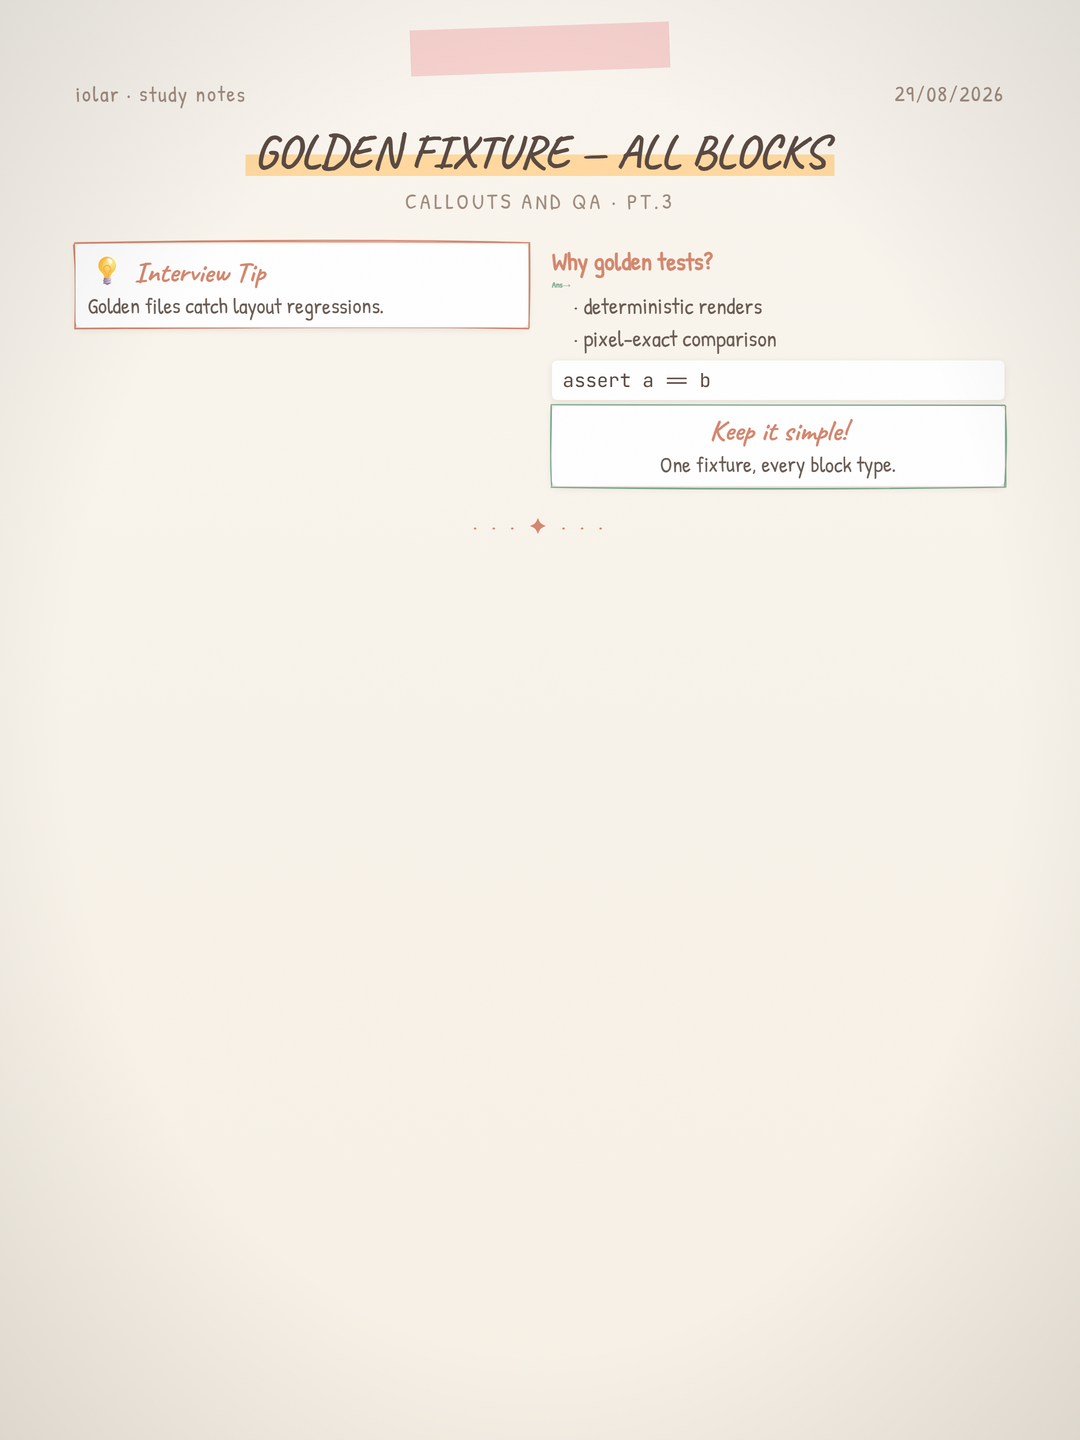 iolar · study notes
29/08/2026
GOLDEN FIXTURE – ALL BLOCKS
CALLOUTS AND QA · PT.3
Interview Tip
Golden files catch layout regressions.
Why golden tests?
Ans→
· deterministic renders
· pixel-exact comparison
assert a == b
Keep it simple!
One fixture, every block type.